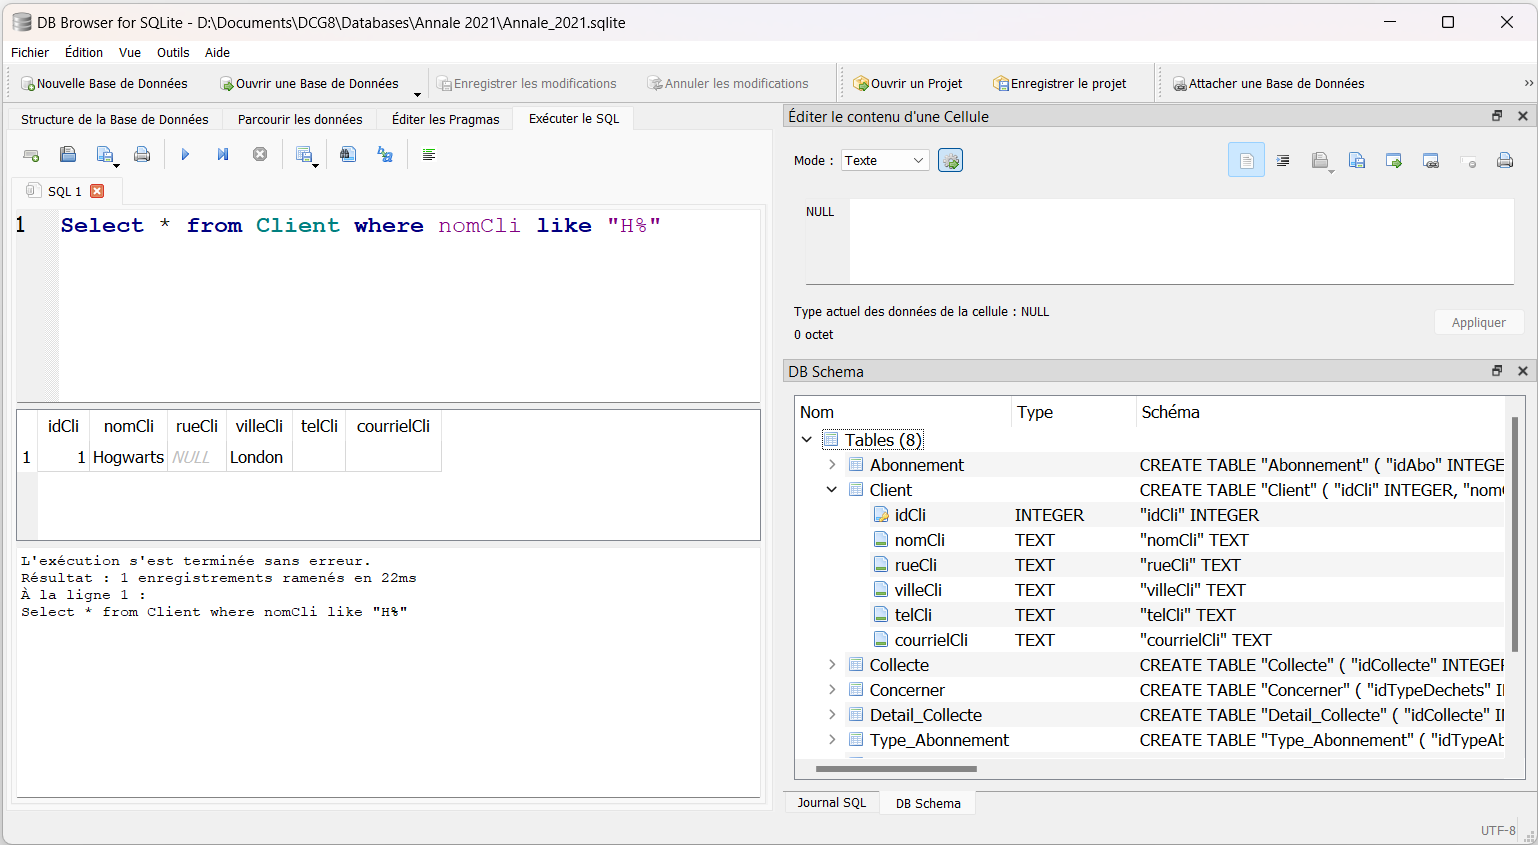 DB Browser for SQLite - D:\Documents\DCG8\Databases\Annale 2021\Annale_2021.sqlite
Fichier Édition Vue Outils Aide
Nouvelle Base de Données Ouvrir une Base de Données Enregistrer les modifications Annuler les modifications Ouvrir un Projet Enregistrer le projet Attacher une Base de Données »
Structure de la Base de Données Parcourir les données Éditer les Pragmas Exécuter le SQL
SQL 1
1 Select * from Client where nomCli like "H%"
idCli nomCli rueCli villeCli telCli courrielCli
1 1 Hogwarts NULL London
L'exécution s'est terminée sans erreur.
Résultat : 1 enregistrements ramenés en 22ms
À la ligne 1 :
Select * from Client where nomCli like "H%"
Éditer le contenu d'une Cellule
Mode : Texte
NULL
Type actuel des données de la cellule : NULL
0 octet
Appliquer
DB Schema
Nom Type Schéma
Tables (8)
Abonnement CREATE TABLE "Abonnement" ( "idAbo" INTEGE
Client CREATE TABLE "Client" ( "idCli" INTEGER, "nom
idCli INTEGER "idCli" INTEGER
nomCli TEXT "nomCli" TEXT
rueCli TEXT "rueCli" TEXT
villeCli TEXT "villeCli" TEXT
telCli TEXT "telCli" TEXT
courrielCli TEXT "courrielCli" TEXT
Collecte CREATE TABLE "Collecte" ( "idCollecte" INTEGER
Concerner CREATE TABLE "Concerner" ( "idTypeDechets" I
Detail_Collecte CREATE TABLE "Detail_Collecte" ( "idCollecte" I
Type_Abonnement CREATE TABLE "Type_Abonnement" ( "idTypeAb
Journal SQL DB Schema
UTF-8